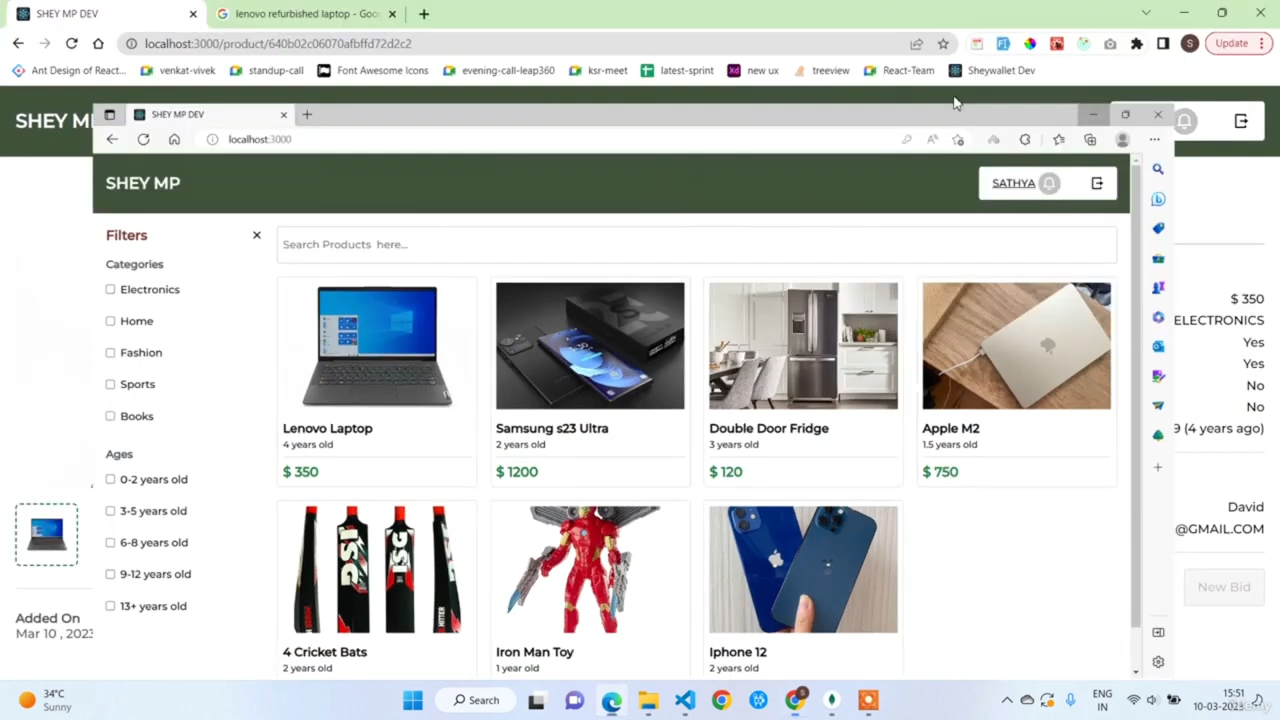 SHEY MP DEV
lenovo refurbished laptop - Goo
localhost:3000/product/640b02c06070afbffd72d2c2
S
Update
Ant Design of React...
venkat-vivek
standup-call
Font Awesome Icons
evening-call-leap360
ksr-meet
latest-sprint
new ux
treeview
React-Team
Sheywallet Dev
SHEY M
SHEY MP DEV
localhost:3000
SHEY MP
SATHYA
Filters
Search Products here...
Categories
Electronics
Home
Fashion
Sports
Books
Ages
0-2 years old
3-5 years old
6-8 years old
9-12 years old
13+ years old
Lenovo Laptop
4 years old
$ 350
Samsung s23 Ultra
2 years old
$ 1200
Double Door Fridge
3 years old
$ 120
Apple M2
1.5 years old
$ 750
4 Cricket Bats
2 years old
Iron Man Toy
1 year old
Iphone 12
2 years old
$ 350
ELECTRONICS
Yes
Yes
No
No
9 (4 years ago)
David
@GMAIL.COM
New Bid
Added On
Mar 10 , 2023
34°C
Sunny
Search
ENG
IN
15:51
10-03-2023